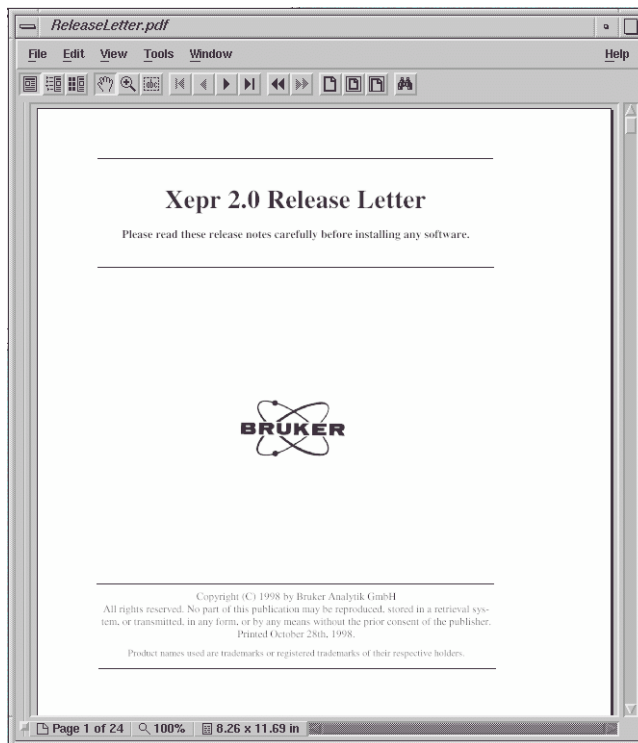 ReleaseLetter.pdf
File Edit View Tools Window Help
abc
Xepr 2.0 Release Letter
Please read these release notes carefully before installing any software.
BRUKER
Copyright (C) 1998 by Bruker Analytik GmbH
All rights reserved. No part of this publication may be reproduced, stored in a retrieval sys-
tem, or transmitted, in any form, or by any means without the prior consent of the publisher.
Printed October 28th, 1998.
Product names used are trademarks or registered trademarks of their respective holders.
Page 1 of 24 100% 8.26 x 11.69 in